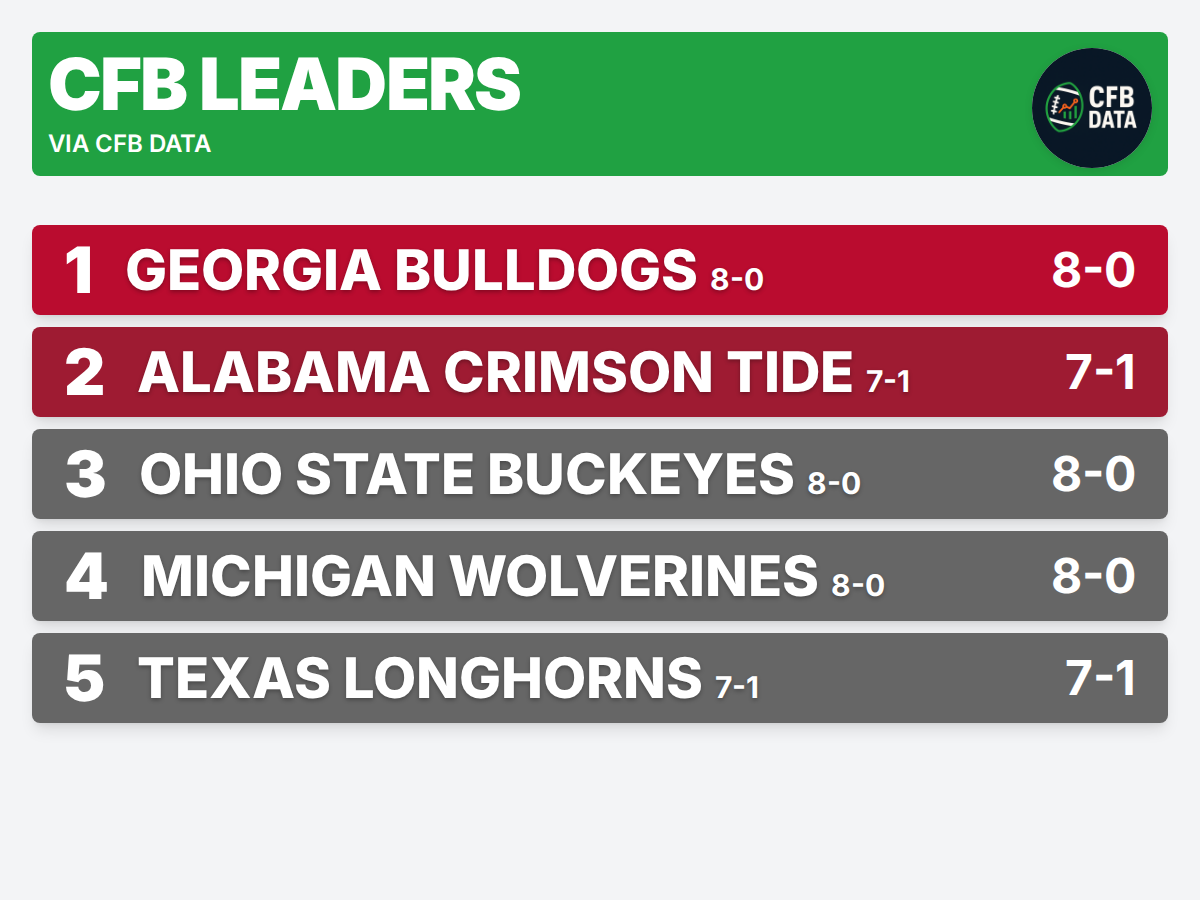 CFB LEADERS
VIA CFB DATA
CFB
DATA
1 GEORGIA BULLDOGS 8-0 8-0
2 ALABAMA CRIMSON TIDE 7-1 7-1
3 OHIO STATE BUCKEYES 8-0 8-0
4 MICHIGAN WOLVERINES 8-0 8-0
5 TEXAS LONGHORNS 7-1 7-1